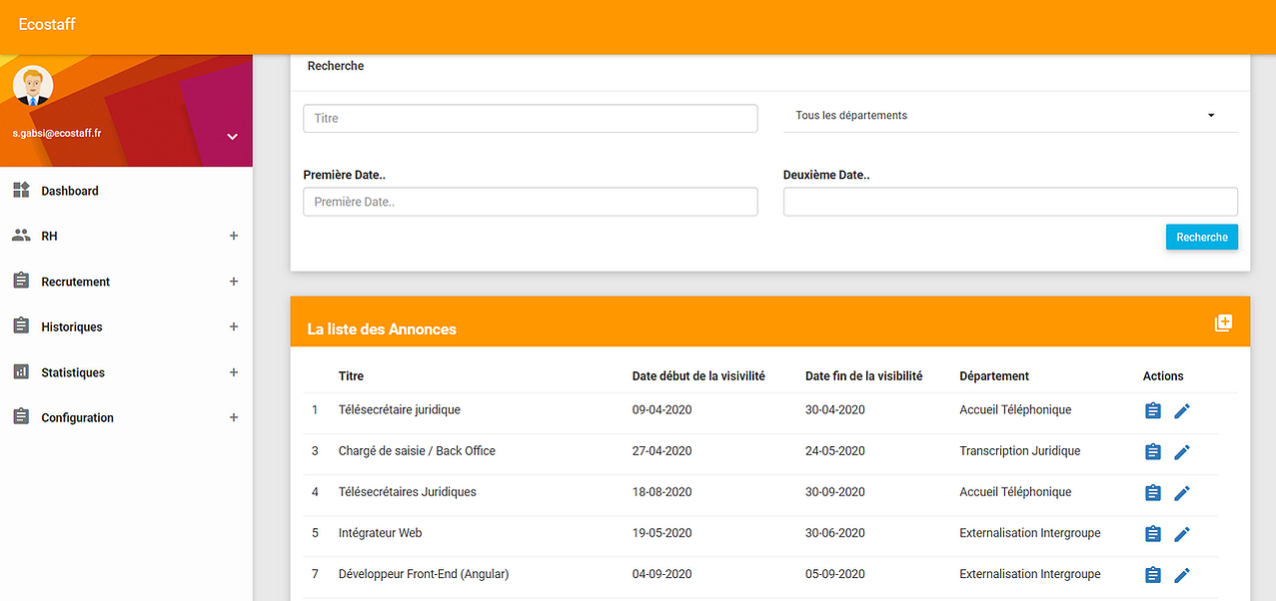 Ecostaff
s.gabsi@ecostaff.fr
Dashboard
RH +
Recrutement +
Historiques +
Statistiques +
Configuration +
Recherche
Titre Tous les départements
Première Date.. Deuxième Date..
Première Date..
Recherche
La liste des Annonces
Titre Date début de la visivilité Date fin de la visibilité Département Actions
1 Télésecrétaire juridique 09-04-2020 30-04-2020 Accueil Téléphonique
3 Chargé de saisie / Back Office 27-04-2020 24-05-2020 Transcription Juridique
4 Télésecrétaires Juridiques 18-08-2020 30-09-2020 Accueil Téléphonique
5 Intégrateur Web 19-05-2020 30-06-2020 Externalisation Intergroupe
7 Développeur Front-End (Angular) 04-09-2020 05-09-2020 Externalisation Intergroupe